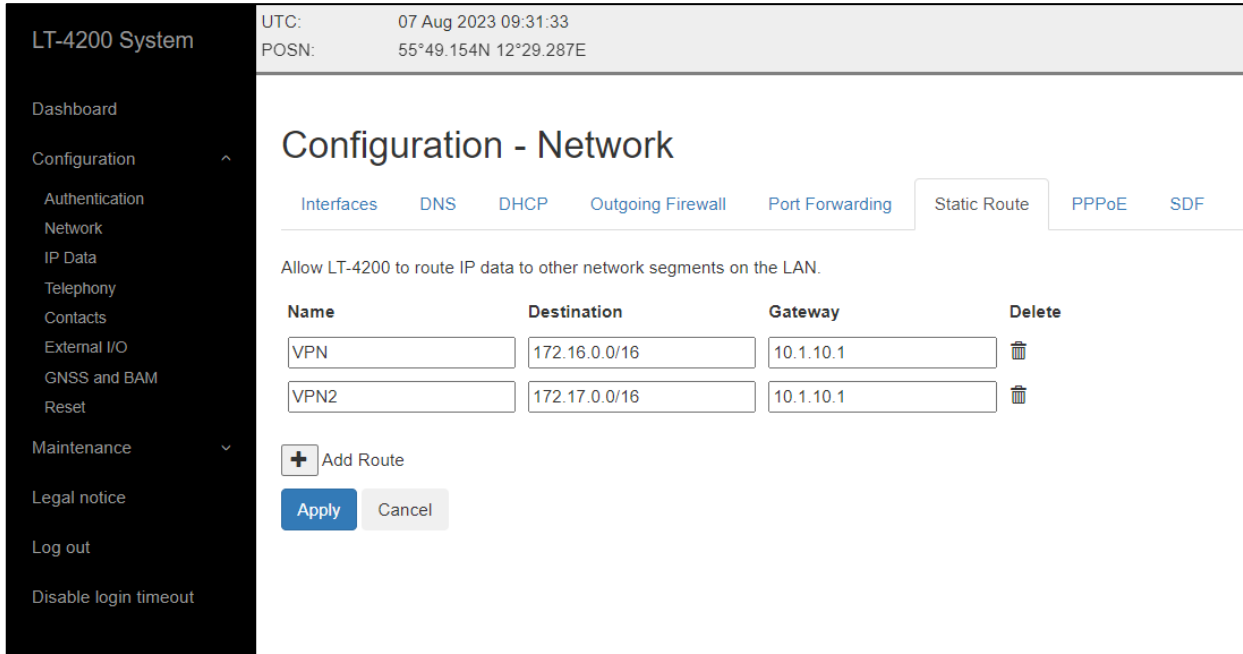 LT-4200 System
Dashboard
Configuration
Authentication
Network
IP Data
Telephony
Contacts
External I/O
GNSS and BAM
Reset
Maintenance
Legal notice
Log out
Disable login timeout
UTC: 07 Aug 2023 09:31:33
POSN: 55°49.154N 12°29.287E
Configuration - Network
Interfaces DNS DHCP Outgoing Firewall Port Forwarding Static Route PPPoE SDF
Allow LT-4200 to route IP data to other network segments on the LAN.
Name Destination Gateway Delete
VPN 172.16.0.0/16 10.1.10.1
VPN2 172.17.0.0/16 10.1.10.1
Add Route
Apply Cancel